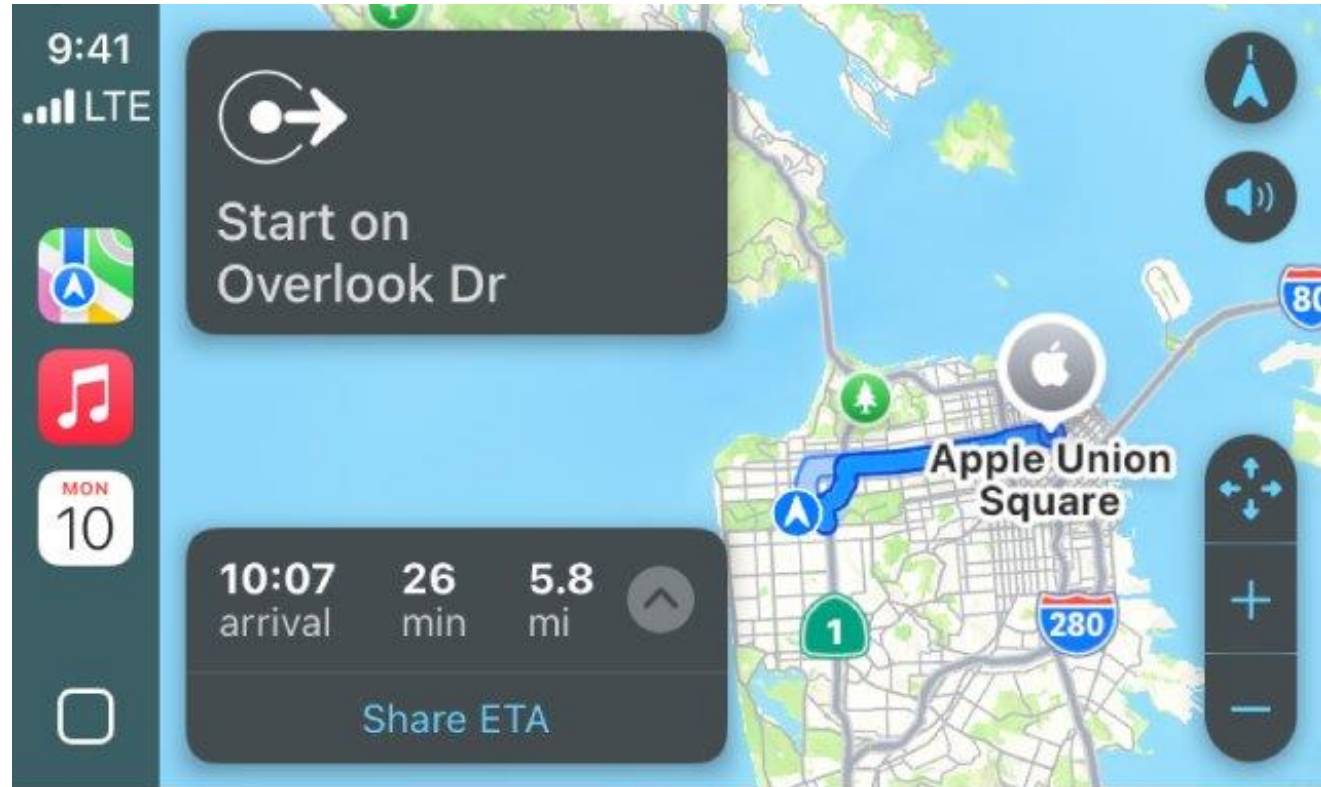 9:41
LTE
MON
10
Start on
Overlook Dr
10:07 26 5.8
arrival min mi
Share ETA
80
Apple Union
Square
1
280